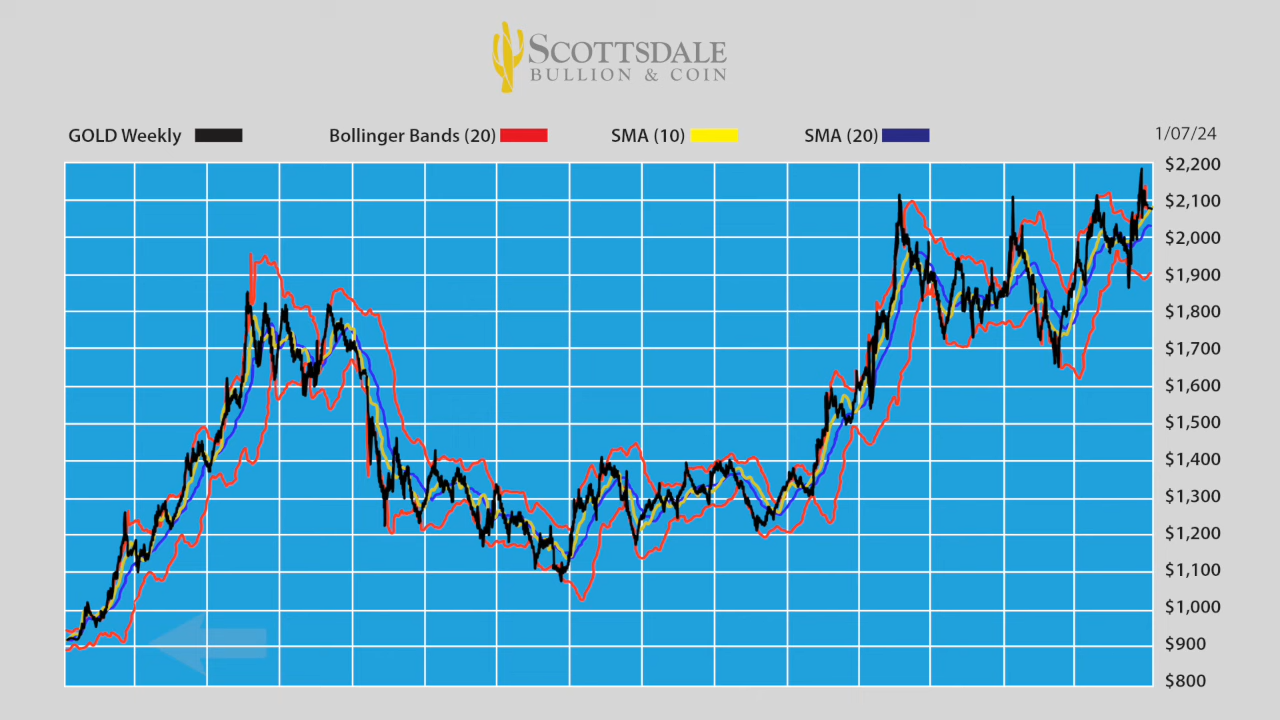 SCOTTSDALE
BULLION & COIN
GOLD Weekly
Bollinger Bands (20)
SMA (10)
SMA (20)
1/07/24
$2,200
$2,100
$2,000
$1,900
$1,800
$1,700
$1,600
$1,500
$1,400
$1,300
$1,200
$1,100
$1,000
$900
$800